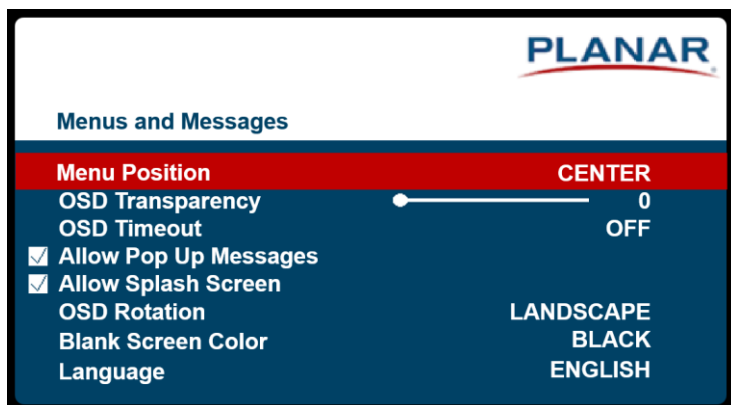 PLANAR
Menus and Messages
Menu Position CENTER
OSD Transparency 0
OSD Timeout OFF
Allow Pop Up Messages
Allow Splash Screen
OSD Rotation LANDSCAPE
Blank Screen Color BLACK
Language ENGLISH